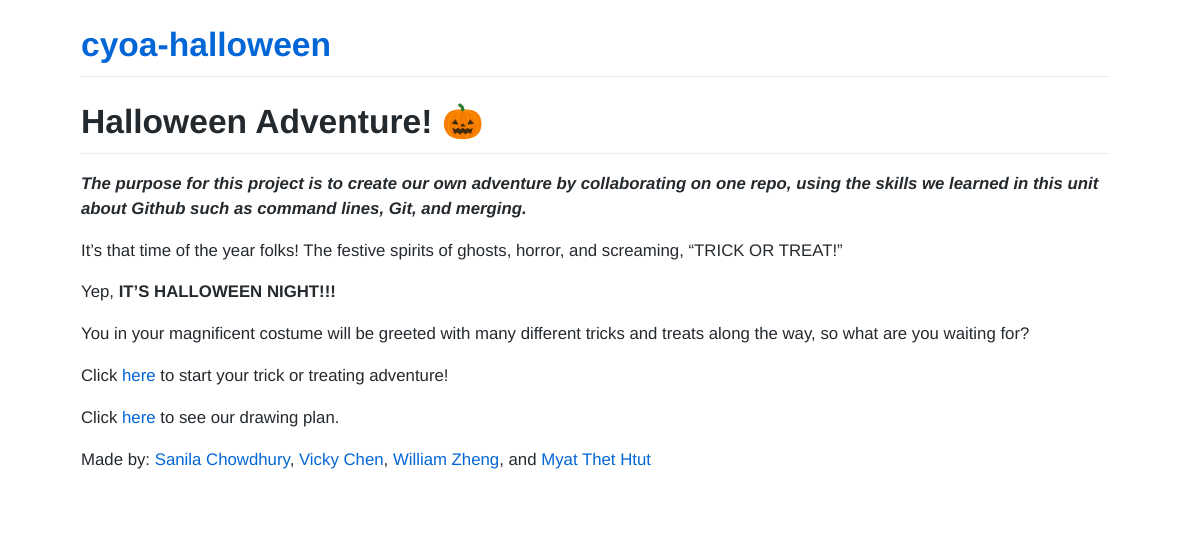 cyoa-halloween
Halloween Adventure! 🎃
The purpose for this project is to create our own adventure by collaborating on one repo, using the skills we learned in this unit
about Github such as command lines, Git, and merging.
It’s that time of the year folks! The festive spirits of ghosts, horror, and screaming, “TRICK OR TREAT!”
Yep, IT’S HALLOWEEN NIGHT!!!
You in your magnificent costume will be greeted with many different tricks and treats along the way, so what are you waiting for?
Click here to start your trick or treating adventure!
Click here to see our drawing plan.
Made by: Sanila Chowdhury, Vicky Chen, William Zheng, and Myat Thet Htut